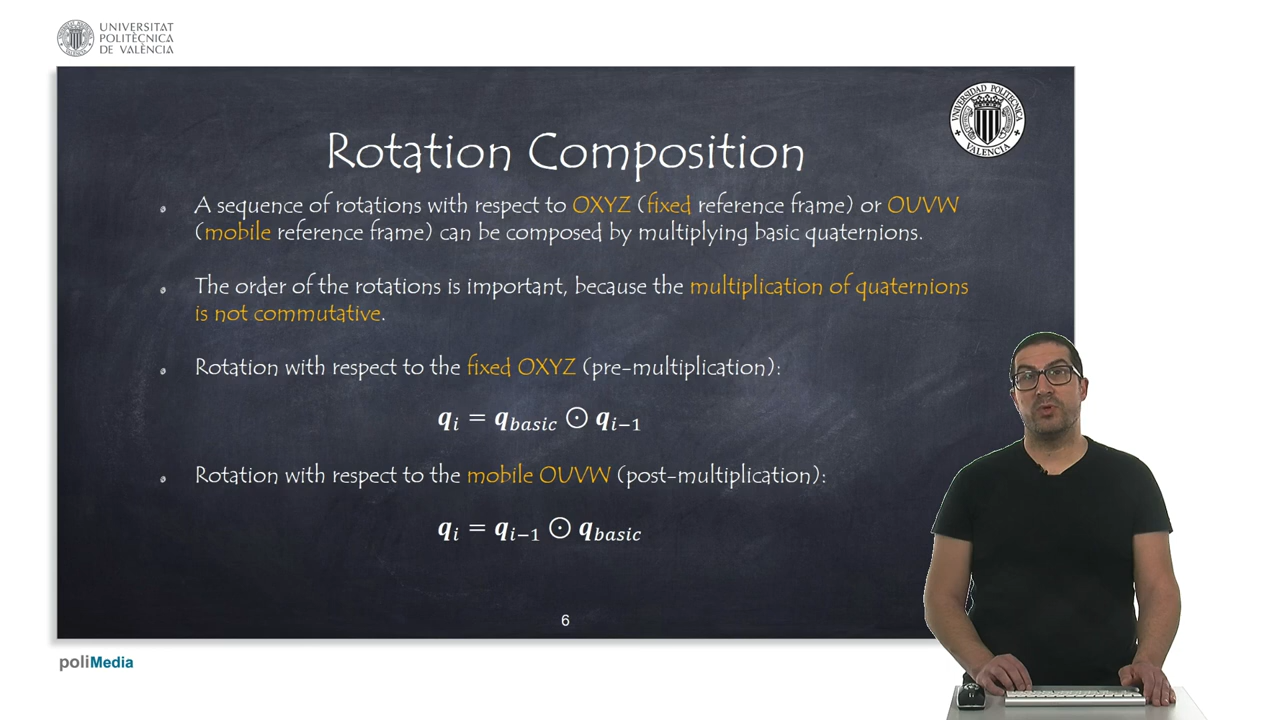 UNIVERSITAT
POLITÈCNICA
DE VALÈNCIA
UNIVERSIDAD POLITECNICA
VALENCIA
Rotation Composition
A sequence of rotations with respect to OXYZ (fixed reference frame) or OUVW
(mobile reference frame) can be composed by multiplying basic quaternions.
The order of the rotations is important, because the multiplication of quaternions
is not commutative.
Rotation with respect to the fixed OXYZ (pre-multiplication):
q_i = q_basic ⊙ q_i−1
Rotation with respect to the mobile OUVW (post-multiplication):
q_i = q_i−1 ⊙ q_basic
6
poliMedia